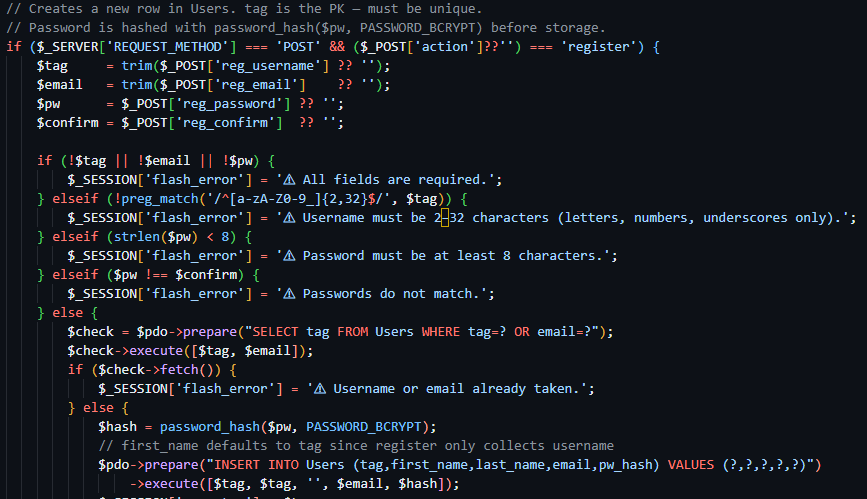 // Creates a new row in Users. tag is the PK — must be unique.
// Password is hashed with password_hash($pw, PASSWORD_BCRYPT) before storage.
if ($_SERVER['REQUEST_METHOD'] === 'POST' && ($_POST['action']??'') === 'register') {
    $tag     = trim($_POST['reg_username'] ?? '');
    $email   = trim($_POST['reg_email']    ?? '');
    $pw      = $_POST['reg_password'] ?? '';
    $confirm = $_POST['reg_confirm']  ?? '';

    if (!$tag || !$email || !$pw) {
        $_SESSION['flash_error'] = '⚠ All fields are required.';
    } elseif (!preg_match('/^[a-zA-Z0-9_]{2,32}$/', $tag)) {
        $_SESSION['flash_error'] = '⚠ Username must be 2–32 characters (letters, numbers, underscores only).';
    } elseif (strlen($pw) < 8) {
        $_SESSION['flash_error'] = '⚠ Password must be at least 8 characters.';
    } elseif ($pw !== $confirm) {
        $_SESSION['flash_error'] = '⚠ Passwords do not match.';
    } else {
        $check = $pdo->prepare("SELECT tag FROM Users WHERE tag=? OR email=?");
        $check->execute([$tag, $email]);
        if ($check->fetch()) {
            $_SESSION['flash_error'] = '⚠ Username or email already taken.';
        } else {
            $hash = password_hash($pw, PASSWORD_BCRYPT);
            // first_name defaults to tag since register only collects username
            $pdo->prepare("INSERT INTO Users (tag,first_name,last_name,email,pw_hash) VALUES (?,?,?,?,?)")
                ->execute([$tag, $tag, '', $email, $hash]);